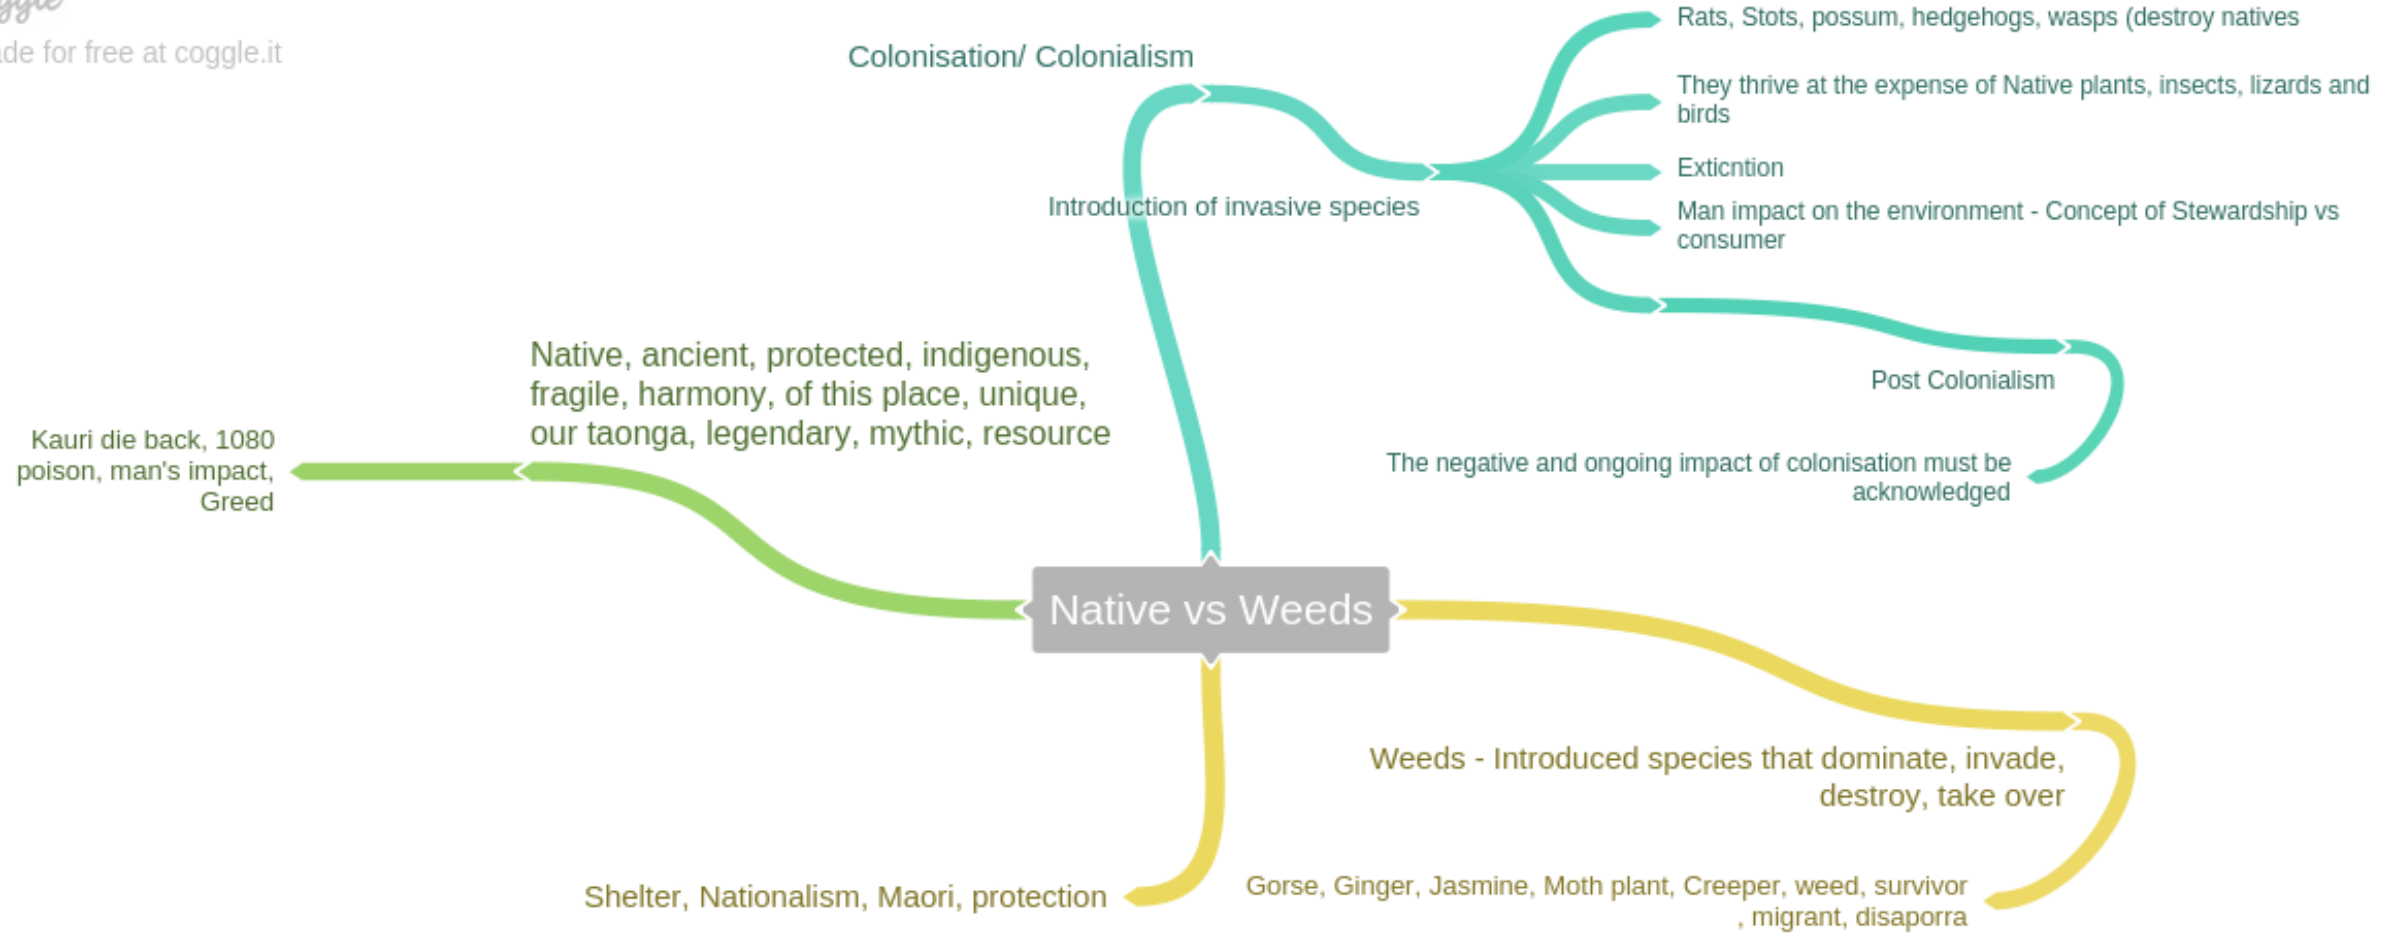 ade for free at coggle.it
Colonisation/ Colonialism
Rats, Stots, possum, hedgehogs, wasps (destroy natives
They thrive at the expense of Native plants, insects, lizards and
birds
Exticntion
Introduction of invasive species
Man impact on the environment - Concept of Stewardship vs
consumer
Post Colonialism
The negative and ongoing impact of colonisation must be
acknowledged
Native, ancient, protected, indigenous,
fragile, harmony, of this place, unique,
our taonga, legendary, mythic, resource
Kauri die back, 1080
poison, man's impact,
Greed
Native vs Weeds
Weeds - Introduced species that dominate, invade,
destroy, take over
Gorse, Ginger, Jasmine, Moth plant, Creeper, weed, survivor
, migrant, disaporra
Shelter, Nationalism, Maori, protection